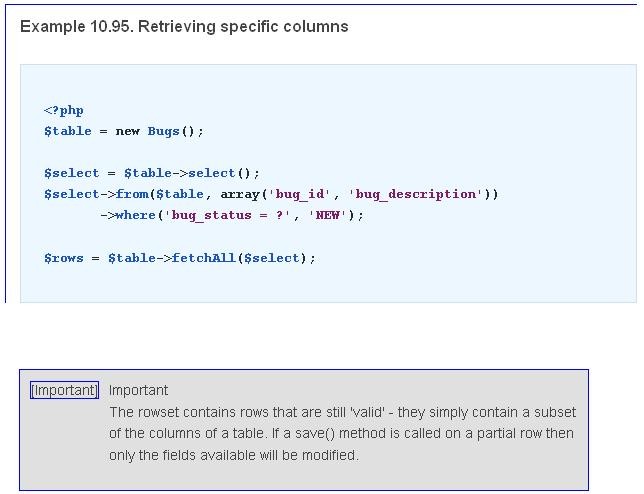 Example 10.95. Retrieving specific columns
<?php
$table = new Bugs();
$select = $table->select();
$select->from($table, array('bug_id', 'bug_description'))
->where('bug_status = ?', 'NEW');
$rows = $table->fetchAll($select);
[Important] Important
The rowset contains rows that are still 'valid' - they simply contain a subset
of the columns of a table. If a save() method is called on a partial row then
only the fields available will be modified.